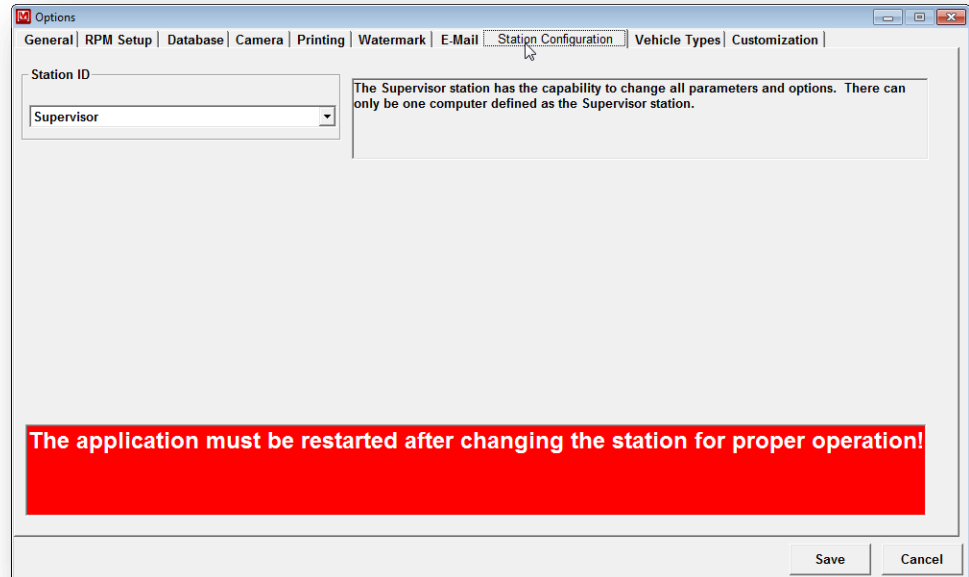 Options
General RPM Setup Database Camera Printing Watermark E-Mail Station Configuration Vehicle Types Customization
Station ID
Supervisor
The Supervisor station has the capability to change all parameters and options. There can
only be one computer defined as the Supervisor station.
The application must be restarted after changing the station for proper operation!
Save Cancel